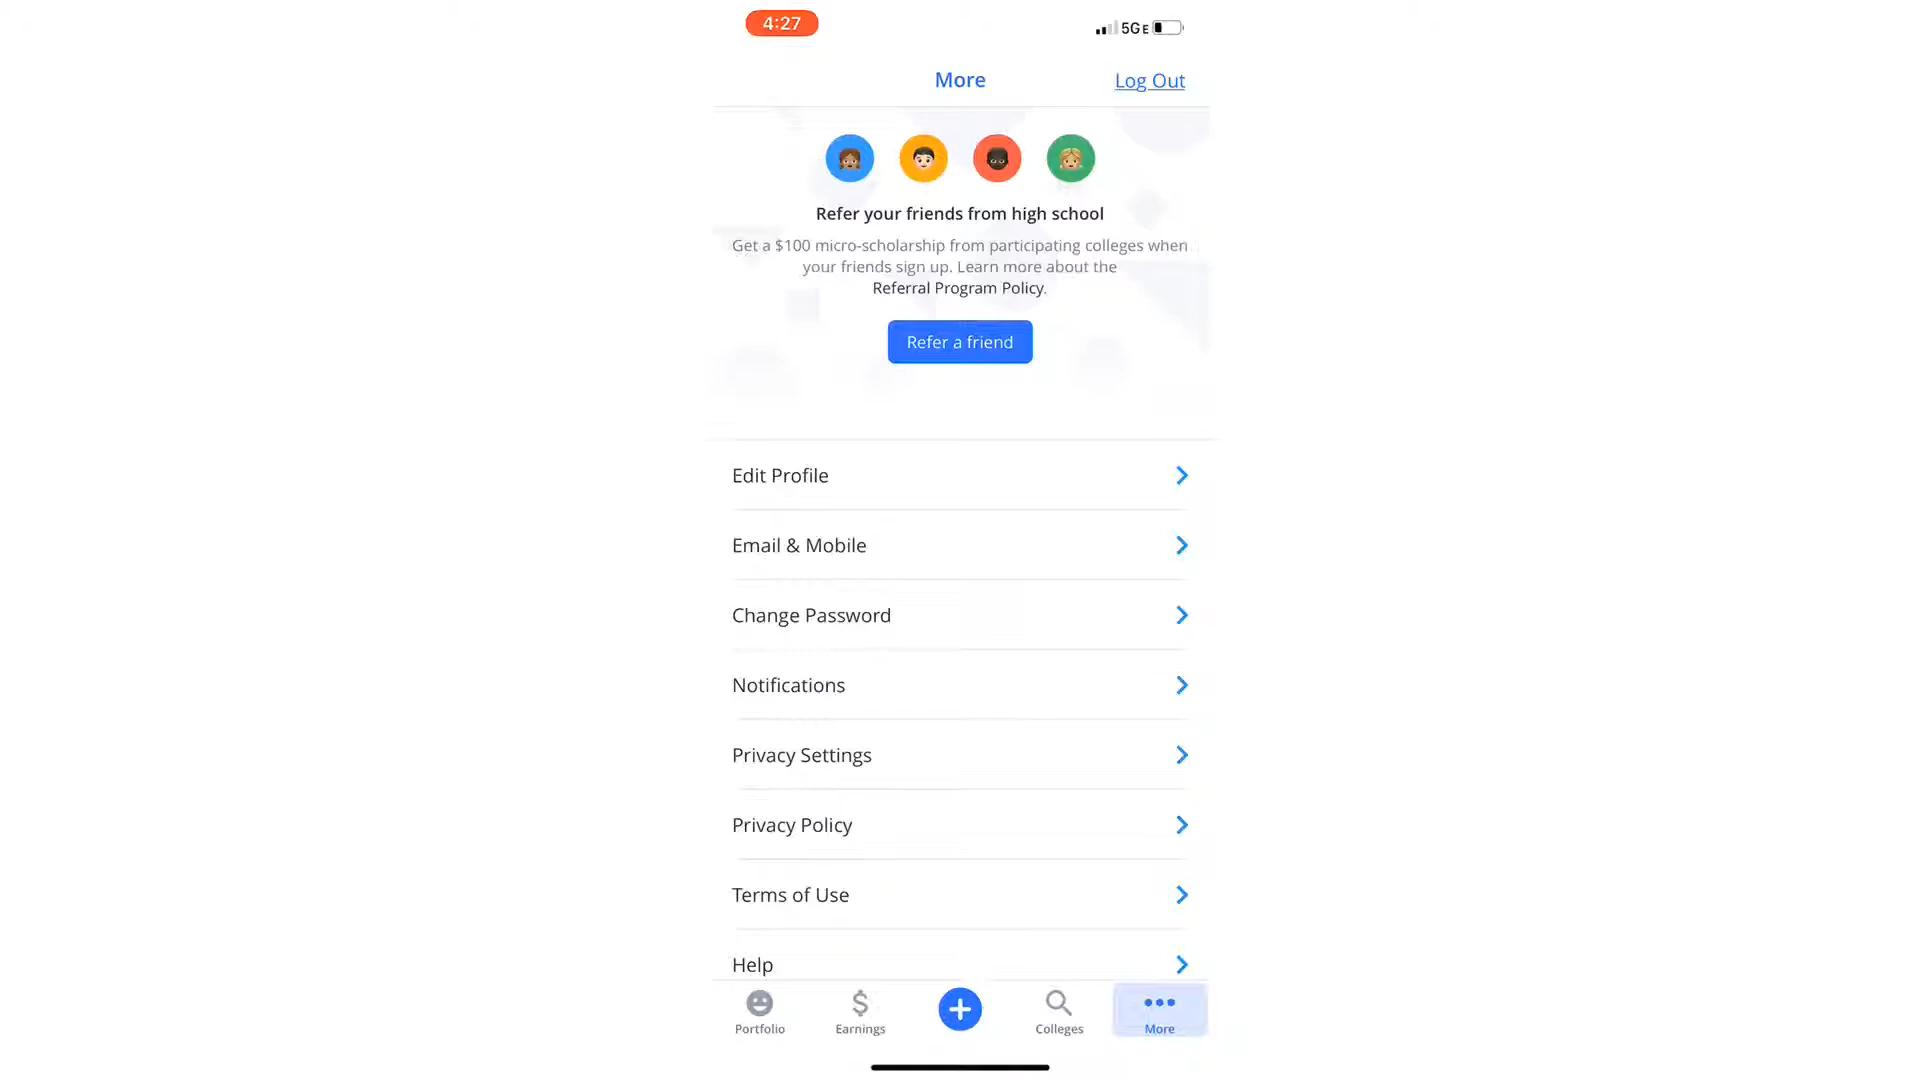 4:27
5GE
More
Log Out
Refer your friends from high school
Get a $100 micro-scholarship from participating colleges when
your friends sign up. Learn more about the
Referral Program Policy.
Refer a friend
Edit Profile
Email & Mobile
Change Password
Notifications
Privacy Settings
Privacy Policy
Terms of Use
Help
Portfolio
Earnings
Colleges
More